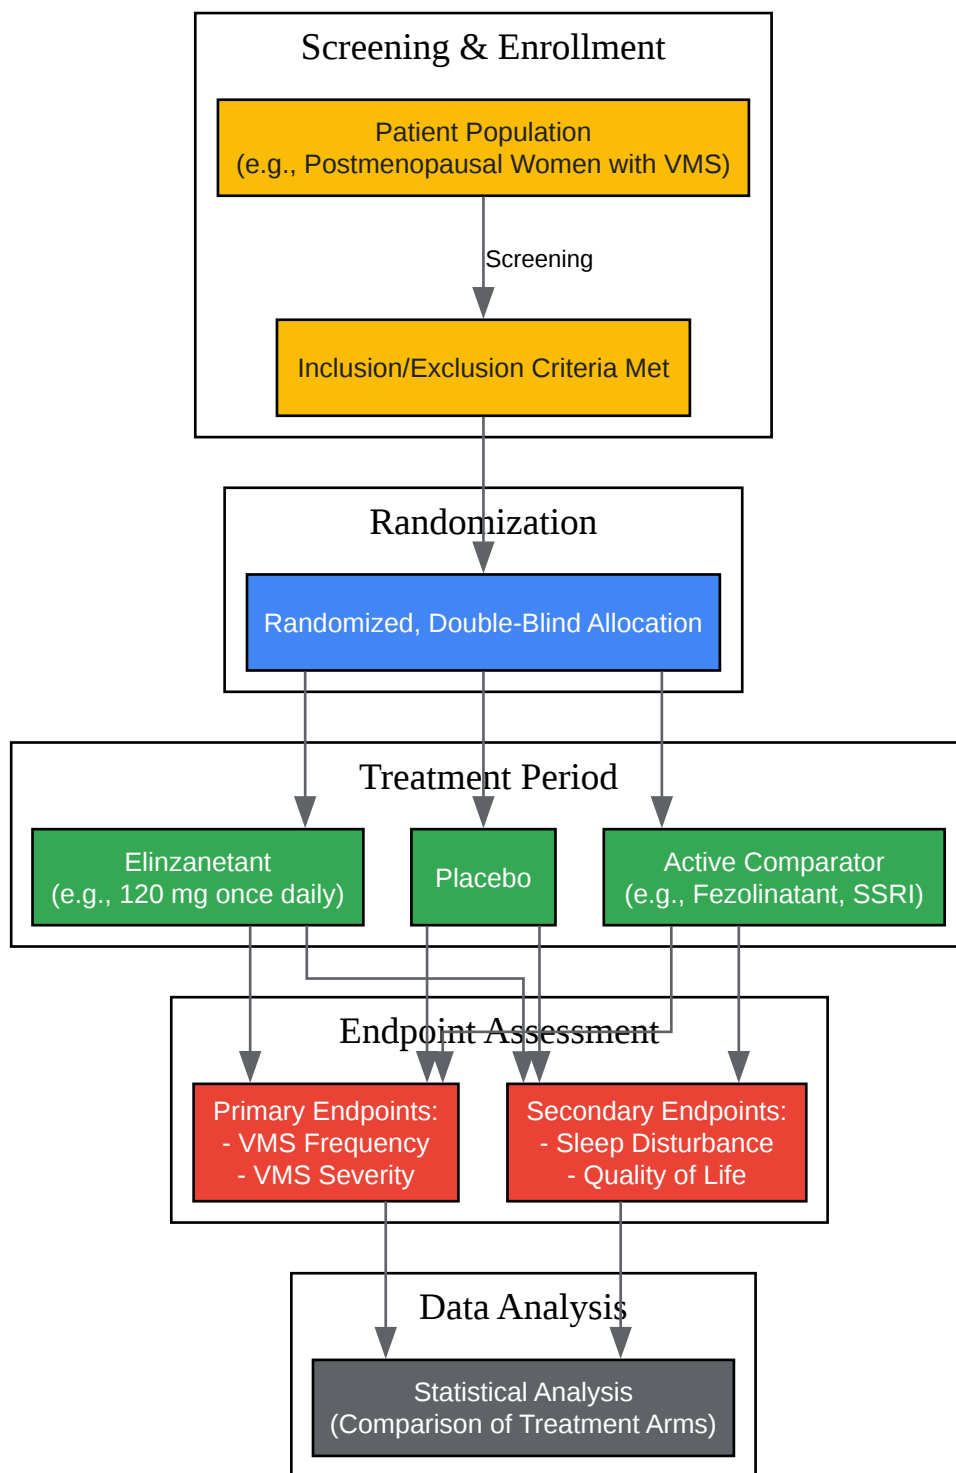 Screening & Enrollment
Patient Population
(e.g., Postmenopausal Women with VMS)
Screening
Inclusion/Exclusion Criteria Met
Randomization
Randomized, Double-Blind Allocation
Treatment Period
Elinzanetant
(e.g., 120 mg once daily)
Placebo
Active Comparator
(e.g., Fezolinatant, SSRI)
Endpoint Assessment
Primary Endpoints:
- VMS Frequency
- VMS Severity
Secondary Endpoints:
- Sleep Disturbance
- Quality of Life
Data Analysis
Statistical Analysis
(Comparison of Treatment Arms)